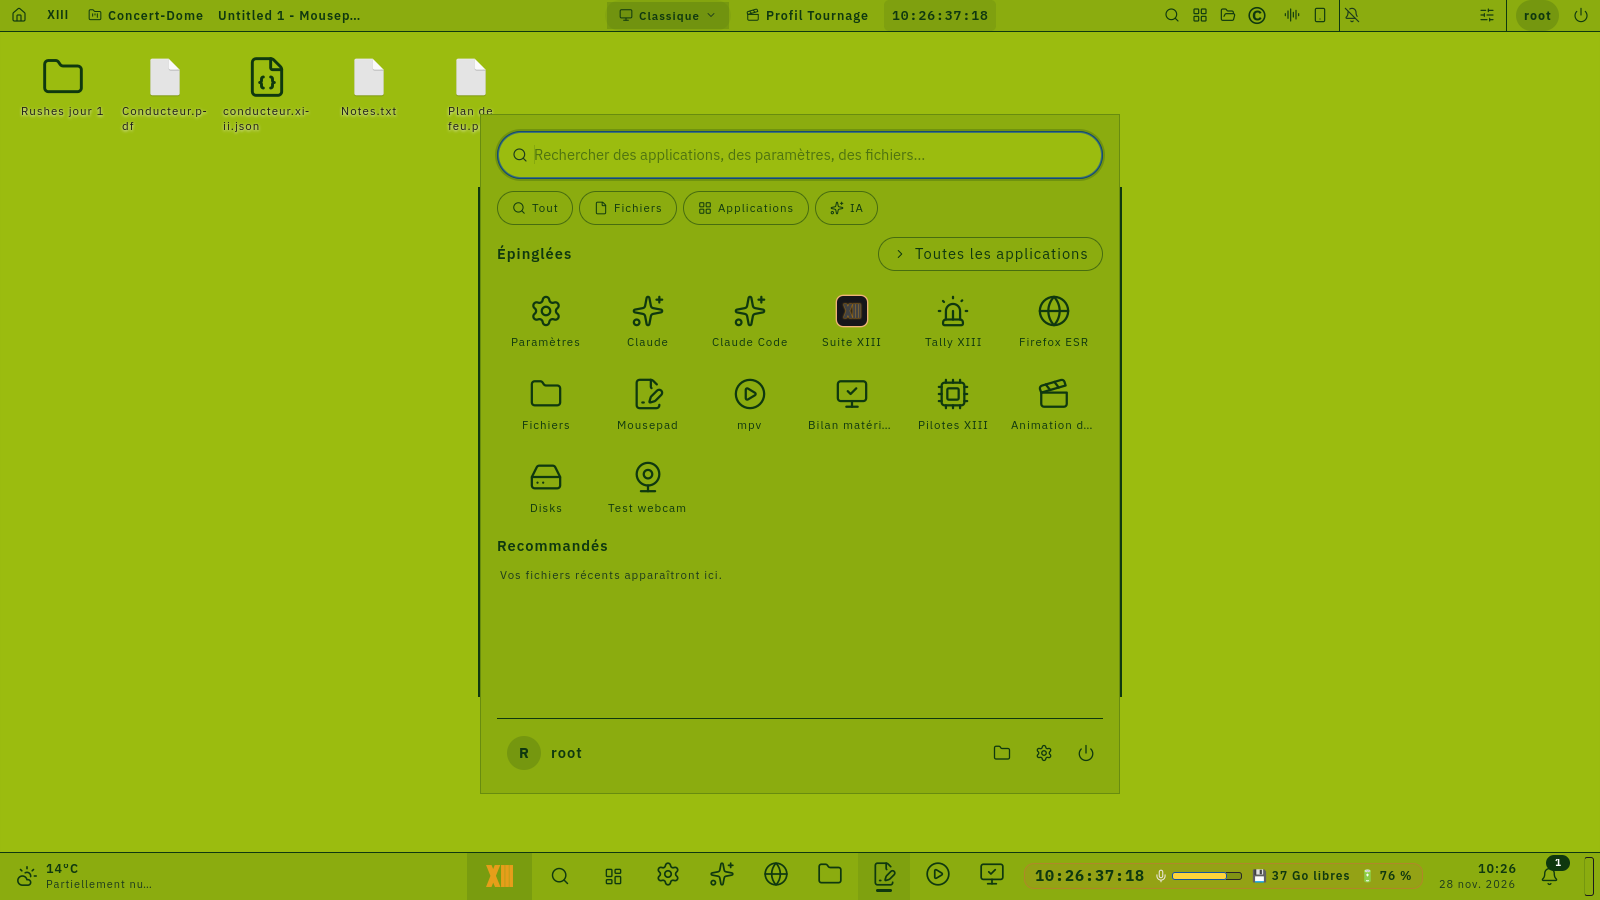 XIII Concert-Dome Untitled 1 - Mousep... Classique Profil Tournage 10:26:37:18 root
Rushes jour 1
Conducteur.p-
df
conducteur.xi-
ii.json
Notes.txt
Plan de
feu.p
Rechercher des applications, des paramètres, des fichiers...
Tout Fichiers Applications IA
Épinglées Toutes les applications
Paramètres Claude Claude Code Suite XIII Tally XIII Firefox ESR
Fichiers Mousepad mpv Bilan matéri... Pilotes XIII Animation d...
Disks Test webcam
Recommandés
Vos fichiers récents apparaîtront ici.
R root
14°C
Partiellement nu...
XIII
10:26:37:18 37 Go libres 76 %
10:26
28 nov. 2026
1